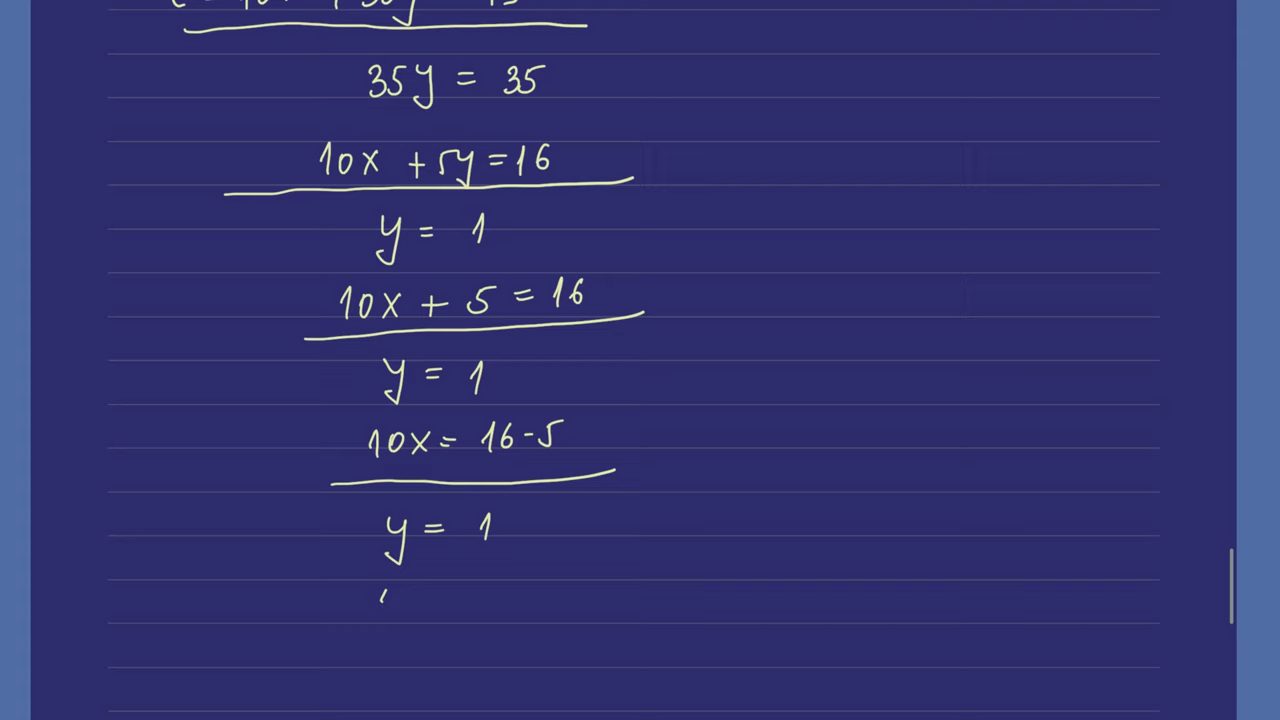 35y = 35
10x + 5y = 16
y = 1
10x + 5 = 16
y = 1
10x = 16 - 5
y = 1